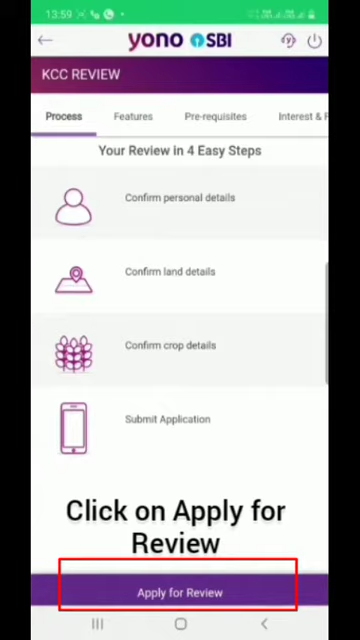 13:59
yono SBI
KCC REVIEW
Process Features Pre-requisites Interest & F
Your Review in 4 Easy Steps
Confirm personal details
Confirm land details
Confirm crop details
Submit Application
Click on Apply for
Review
Apply for Review